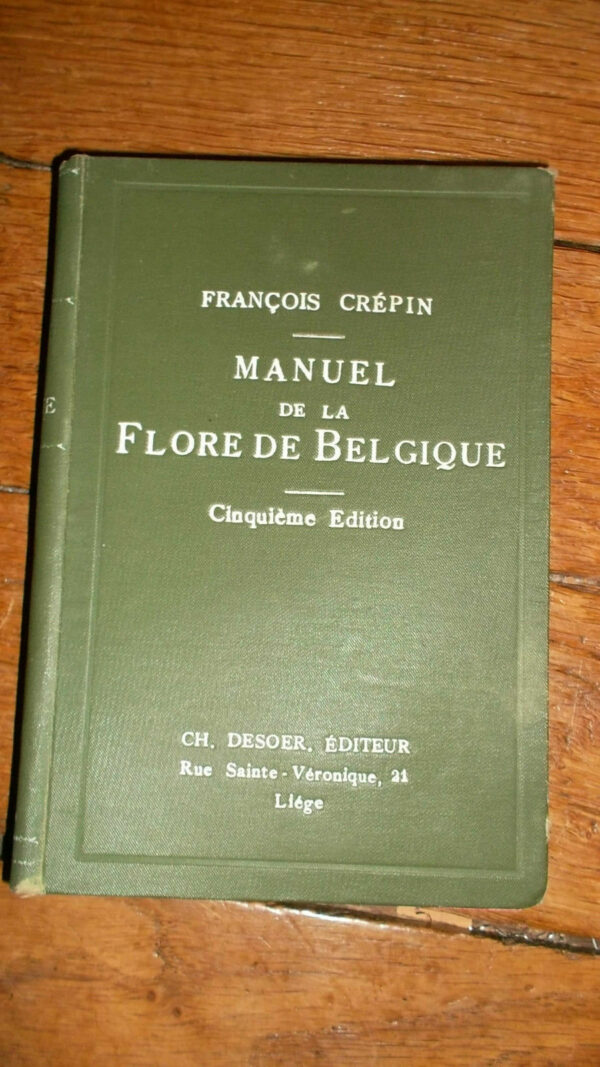 FRANÇOIS CRÉPIN
MANUEL
DE LA
FLORE DE BELGIQUE
Cinquième Edition
CH. DESOER, ÉDITEUR
Rue Sainte-Véronique, 21
Liége
E